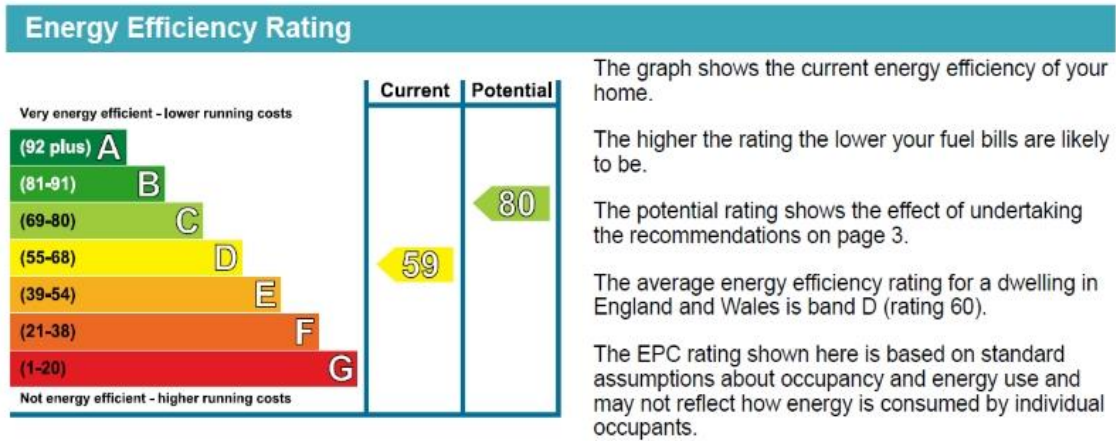 Energy Efficiency Rating
Current Potential
Very energy efficient - lower running costs
(92 plus) A
(81-91) B
(69-80) C
(55-68) D
(39-54) E
(21-38) F
(1-20) G
Not energy efficient - higher running costs
59
80
The graph shows the current energy efficiency of your
home.
The higher the rating the lower your fuel bills are likely
to be.
The potential rating shows the effect of undertaking
the recommendations on page 3.
The average energy efficiency rating for a dwelling in
England and Wales is band D (rating 60).
The EPC rating shown here is based on standard
assumptions about occupancy and energy use and
may not reflect how energy is consumed by individual
occupants.